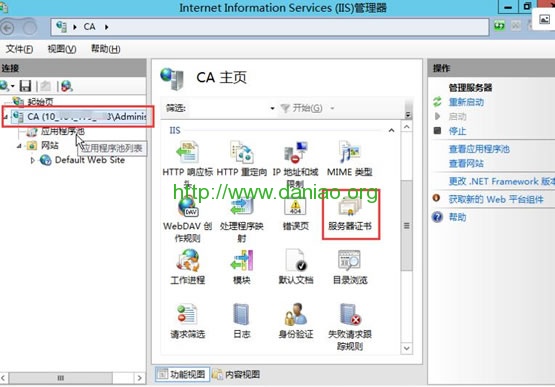 Internet Information Services (IIS)管理器
CA
文件(F) 视图(V) 帮助(H)
连接
起始页
CA (10_ \Adminis
应用程序池
应用程序池列表
网站
Default Web Site
CA 主页
筛选: 开始(G)
IIS
HTTP 响应标头 HTTP 重定向 IP 地址和域限制 MIME 类型
http://www.daniao.org
WebDAV 创作规则 处理程序映射 错误页 服务器证书
工作进程 模块 默认文档 目录浏览
请求筛选 日志 身份验证 失败请求跟踪规则
功能视图 内容视图
操作
管理服务器
重新启动
启动
停止
查看应用程序池
查看网站
更改 .NET Framework 版本
获取新的 Web 平台组件
帮助